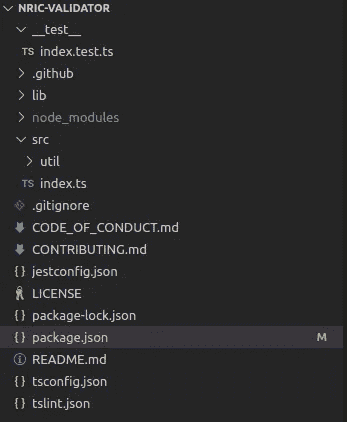 NRIC-VALIDATOR
__test__
TS index.test.ts
.github
lib
node_modules
src
util
TS index.ts
.gitignore
CODE_OF_CONDUCT.md
CONTRIBUTING.md
{} jestconfig.json
LICENSE
{} package-lock.json
{} package.json M
README.md
{} tsconfig.json
{} tslint.json